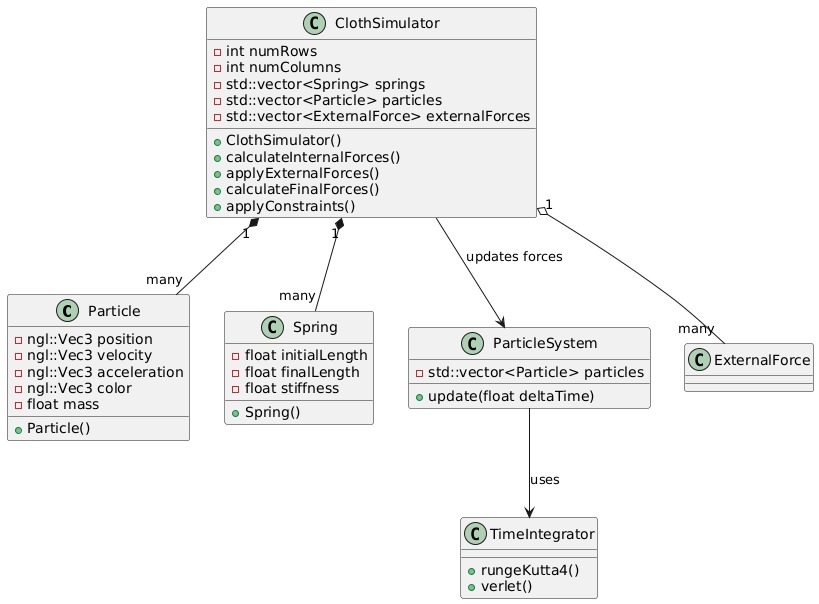 C ClothSimulator
int numRows
int numColumns
std::vector<Spring> springs
std::vector<Particle> particles
std::vector<ExternalForce> externalForces
ClothSimulator()
calculateInternalForces()
applyExternalForces()
calculateFinalForces()
applyConstraints()
1
1
1
updates forces
many
many
many
C Particle
ngl::Vec3 position
ngl::Vec3 velocity
ngl::Vec3 acceleration
ngl::Vec3 color
float mass
Particle()
C Spring
float initialLength
float finalLength
float stiffness
Spring()
C ParticleSystem
std::vector<Particle> particles
update(float deltaTime)
C ExternalForce
uses
C TimeIntegrator
rungeKutta4()
verlet()